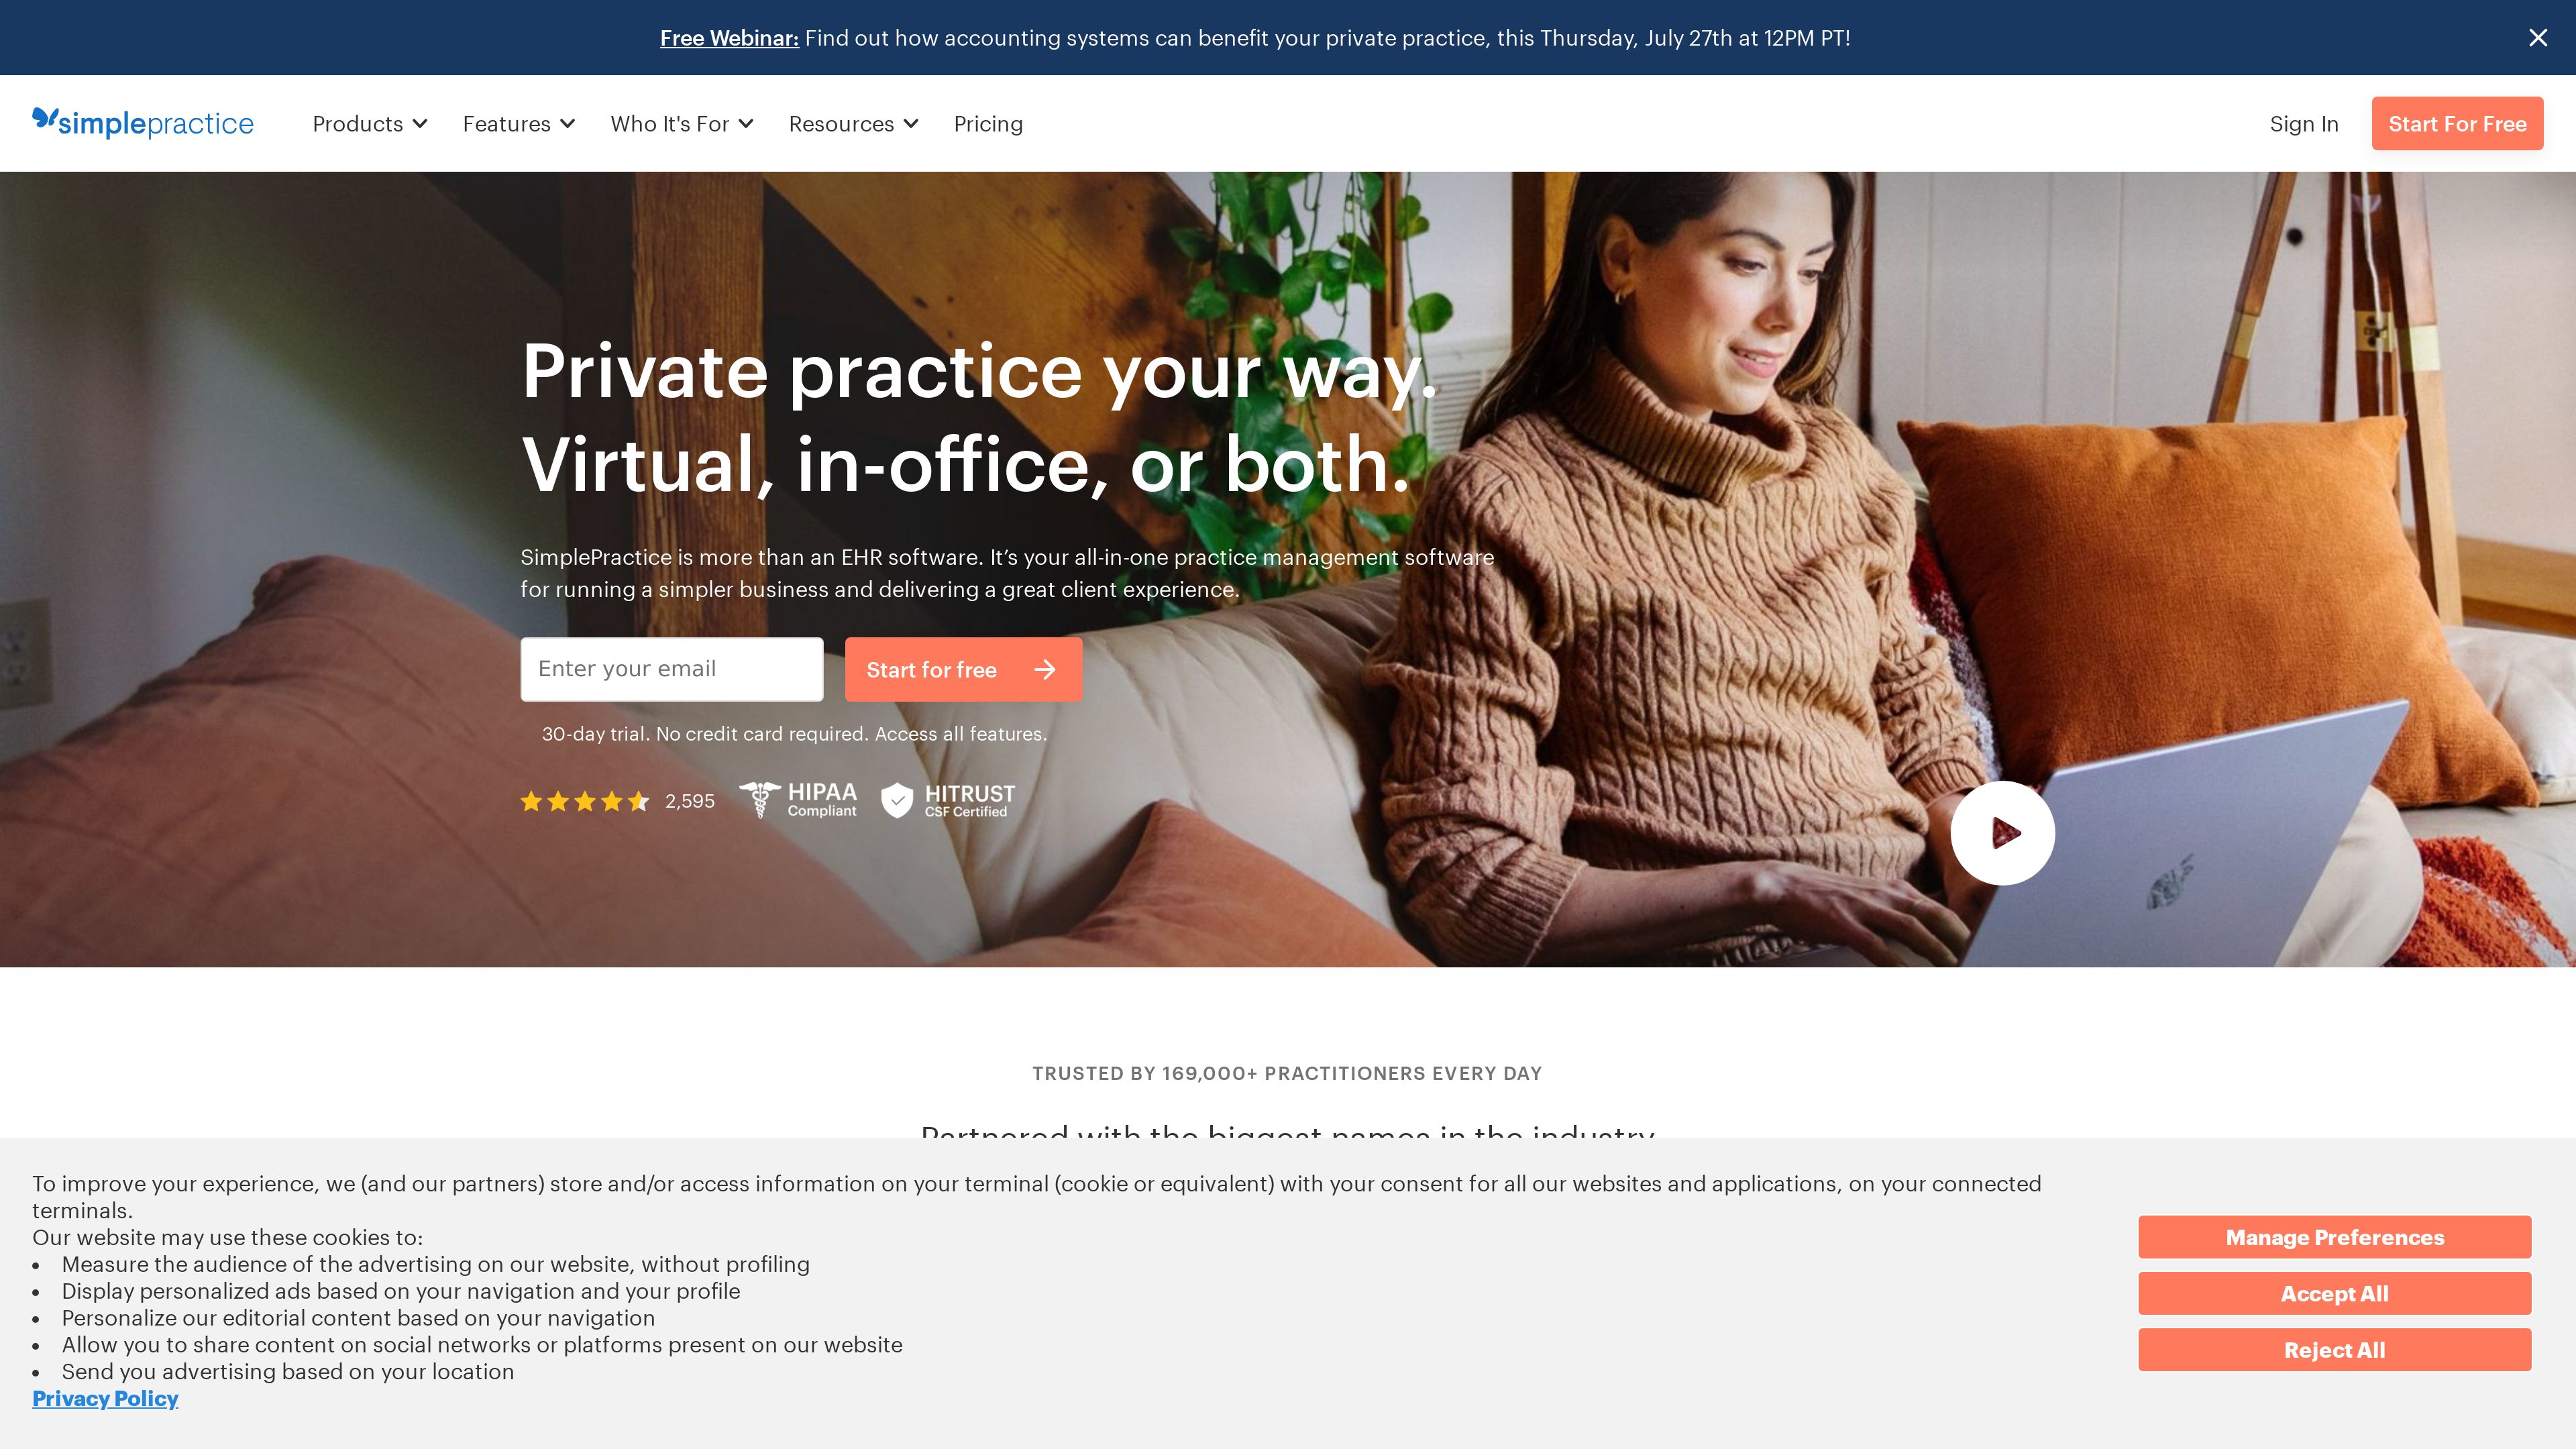 Free Webinar: Find out how accounting systems can benefit your private practice, this Thursday, July 27th at 12PM PT!
simplepractice
Products
Features
Who It's For
Resources
Pricing
Sign In
Start For Free
Private practice your way.
Virtual, in-office, or both.
SimplePractice is more than an EHR software. It’s your all-in-one practice management software
for running a simpler business and delivering a great client experience.
Enter your email
Start for free
30-day trial. No credit card required. Access all features.
2,595
HIPAA
Compliant
HITRUST
CSF Certified
TRUSTED BY 169,000+ PRACTITIONERS EVERY DAY
Partnered with the biggest names in the industry
To improve your experience, we (and our partners) store and/or access information on your terminal (cookie or equivalent) with your consent for all our websites and applications, on your connected
terminals.
Our website may use these cookies to:
• Measure the audience of the advertising on our website, without profiling
• Display personalized ads based on your navigation and your profile
• Personalize our editorial content based on your navigation
• Allow you to share content on social networks or platforms present on our website
• Send you advertising based on your location
Privacy Policy
Manage Preferences
Accept All
Reject All